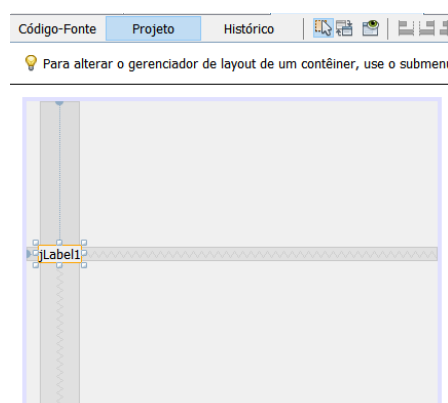 Código-Fonte Projeto Histórico
Para alterar o gerenciador de layout de um contêiner, use o submenu
jLabel1